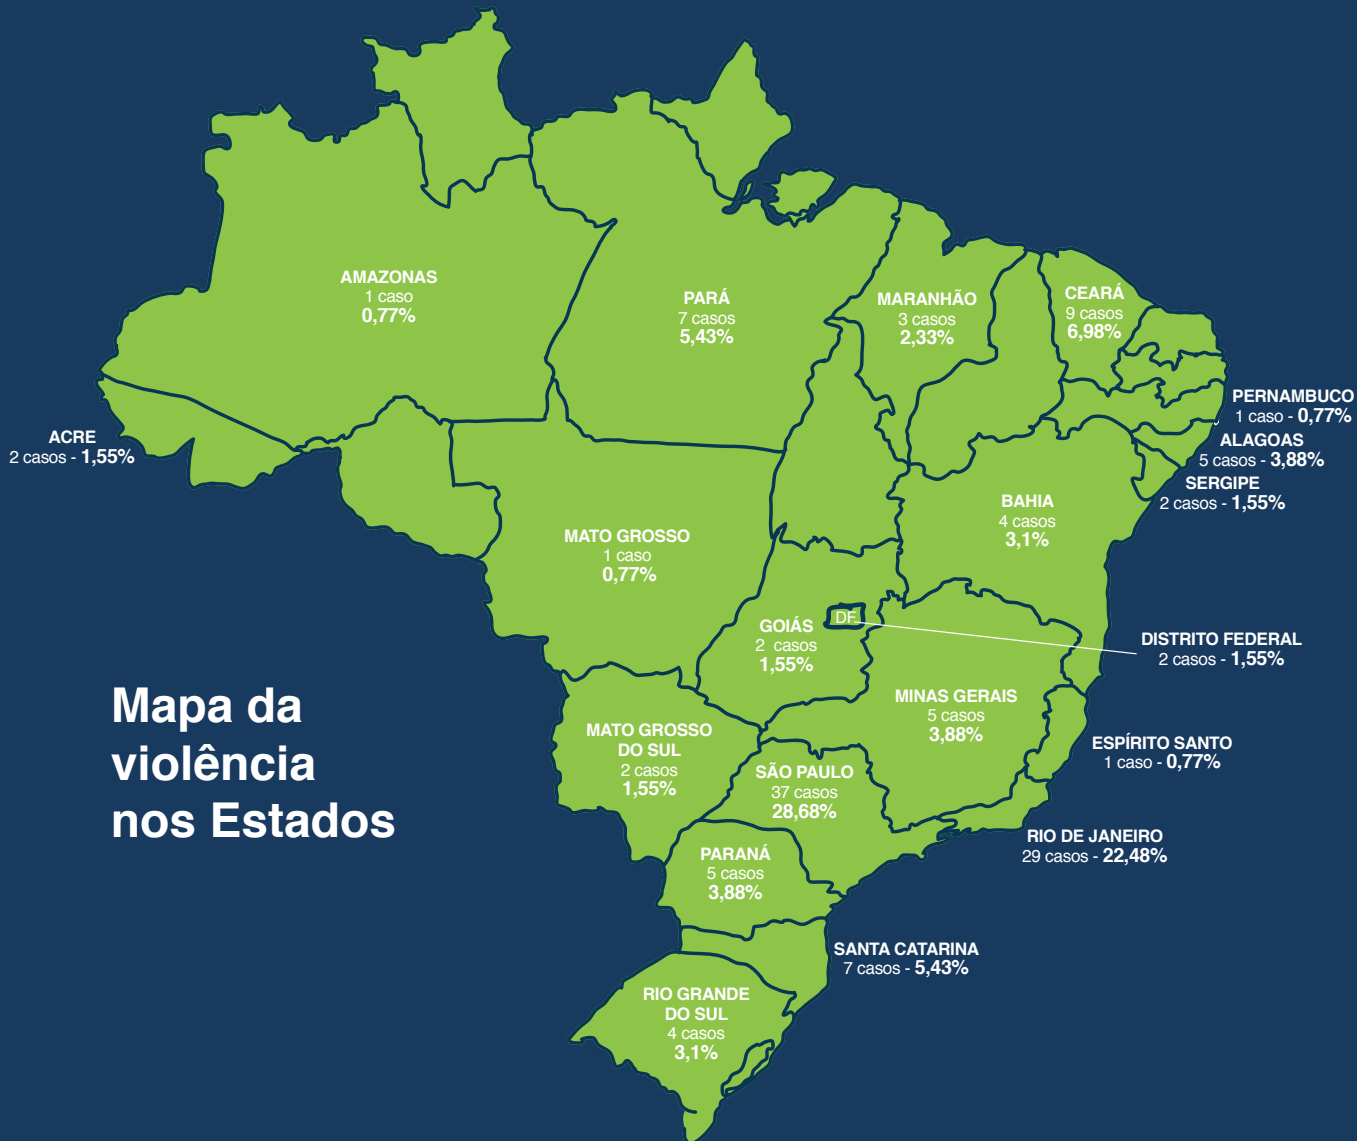 AMAZONAS
1 caso
0,77%
PARÁ
7 casos
5,43%
MARANHÃO
3 casos
2,33%
CEARÁ
9 casos
6,98%
PERNAMBUCO
1 caso - 0,77%
ALAGOAS
5 casos - 3,88%
SERGIPE
2 casos - 1,55%
ACRE
2 casos - 1,55%
BAHIA
4 casos
3,1%
MATO GROSSO
1 caso
0,77%
GOIÁS
2 casos
1,55%
DF
DISTRITO FEDERAL
2 casos - 1,55%
MINAS GERAIS
5 casos
3,88%
ESPÍRITO SANTO
1 caso - 0,77%
Mapa da
violência
nos Estados
MATO GROSSO
DO SUL
2 casos
1,55%
SÃO PAULO
37 casos
28,68%
RIO DE JANEIRO
29 casos - 22,48%
PARANÁ
5 casos
3,88%
SANTA CATARINA
7 casos - 5,43%
RIO GRANDE
DO SUL
4 casos
3,1%